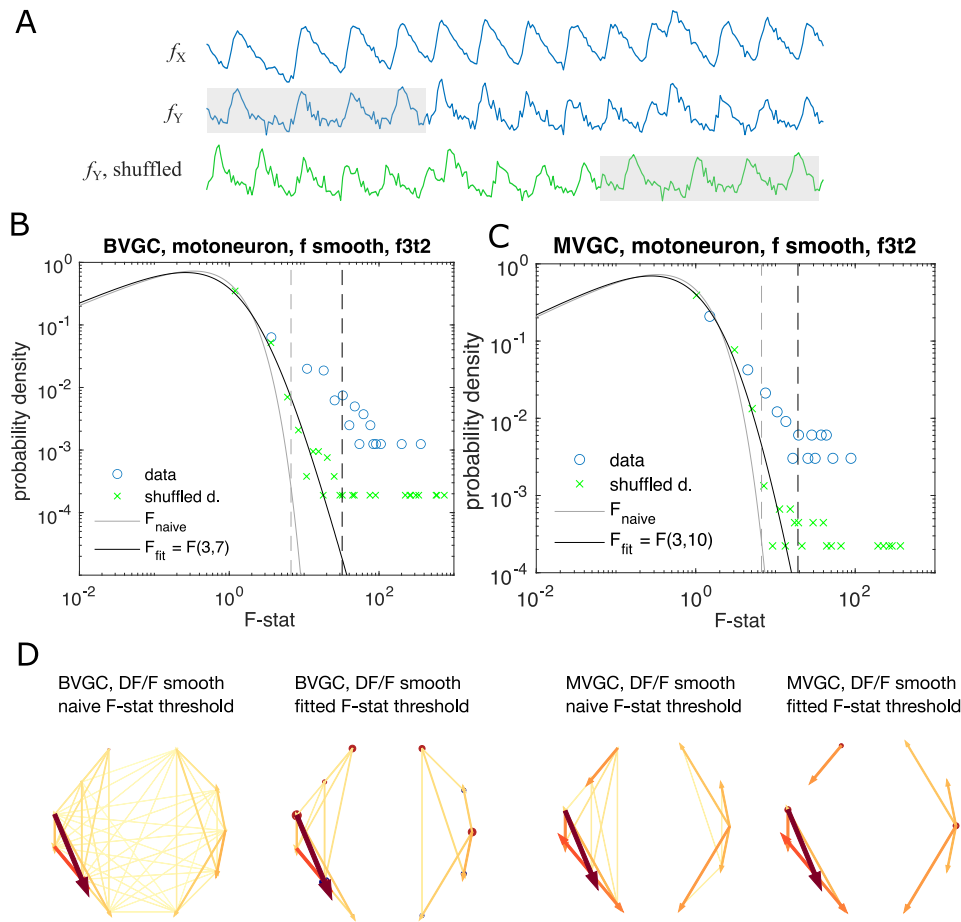 A
fX
fY
fY, shuffled
B
BVGC, motoneuron, f smooth, f3t2
10^0
10^-1
10^-2
10^-3
10^-4
probability density
data
shuffled d.
F_naive
F_fit = F(3,7)
10^-2
10^0
10^2
F-stat
C
MVGC, motoneuron, f smooth, f3t2
10^0
10^-1
10^-2
10^-3
10^-4
probability density
data
shuffled d.
F_naive
F_fit = F(3,10)
10^-2
10^0
10^2
F-stat
D
BVGC, DF/F smooth
naive F-stat threshold
BVGC, DF/F smooth
fitted F-stat threshold
MVGC, DF/F smooth
naive F-stat threshold
MVGC, DF/F smooth
fitted F-stat threshold